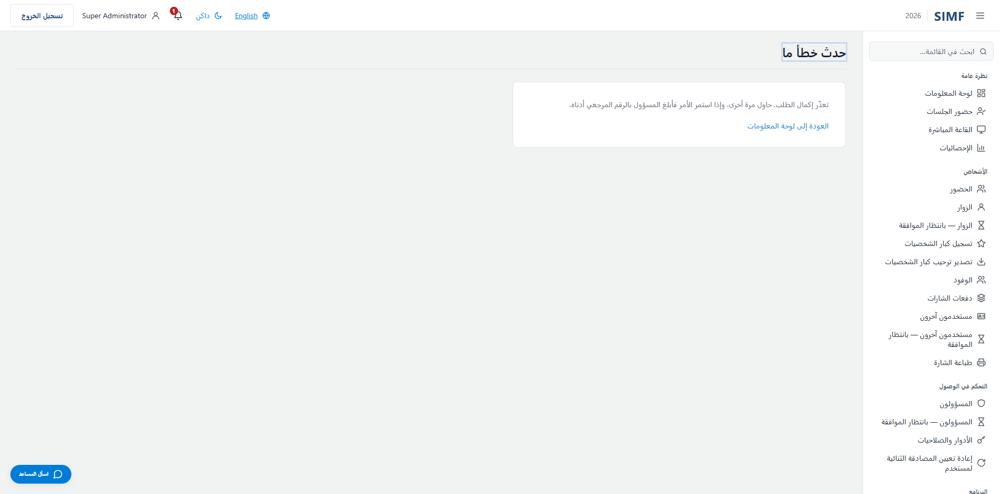 SIMF
2026
English
داكن
1
Super Administrator
تسجيل الخروج
ابحث في القائمة...
نظرة عامة
لوحة المعلومات
حضور الجلسات
القاعة المباشرة
الإحصائيات
الأشخاص
الحضور
الزوار
الزوار — بانتظار الموافقة
تسجيل كبار الشخصيات
تصدير ترحيب كبار الشخصيات
الوفود
دفعات الشارات
مستخدمون آخرون
مستخدمون آخرون — بانتظار
الموافقة
طباعة الشارة
التحكم في الوصول
المسؤولون
المسؤولون — بانتظار الموافقة
الأدوار والصلاحيات
إعادة تعيين المصادقة الثنائية
لمستخدم
البرنامج
حدث خطأ ما
تعذّر إكمال الطلب. حاول مرة أخرى، وإذا استمر الأمر فأبلغ المسؤول بالرقم المرجعي أدناه.
العودة إلى لوحة المعلومات
اسأل المساعد